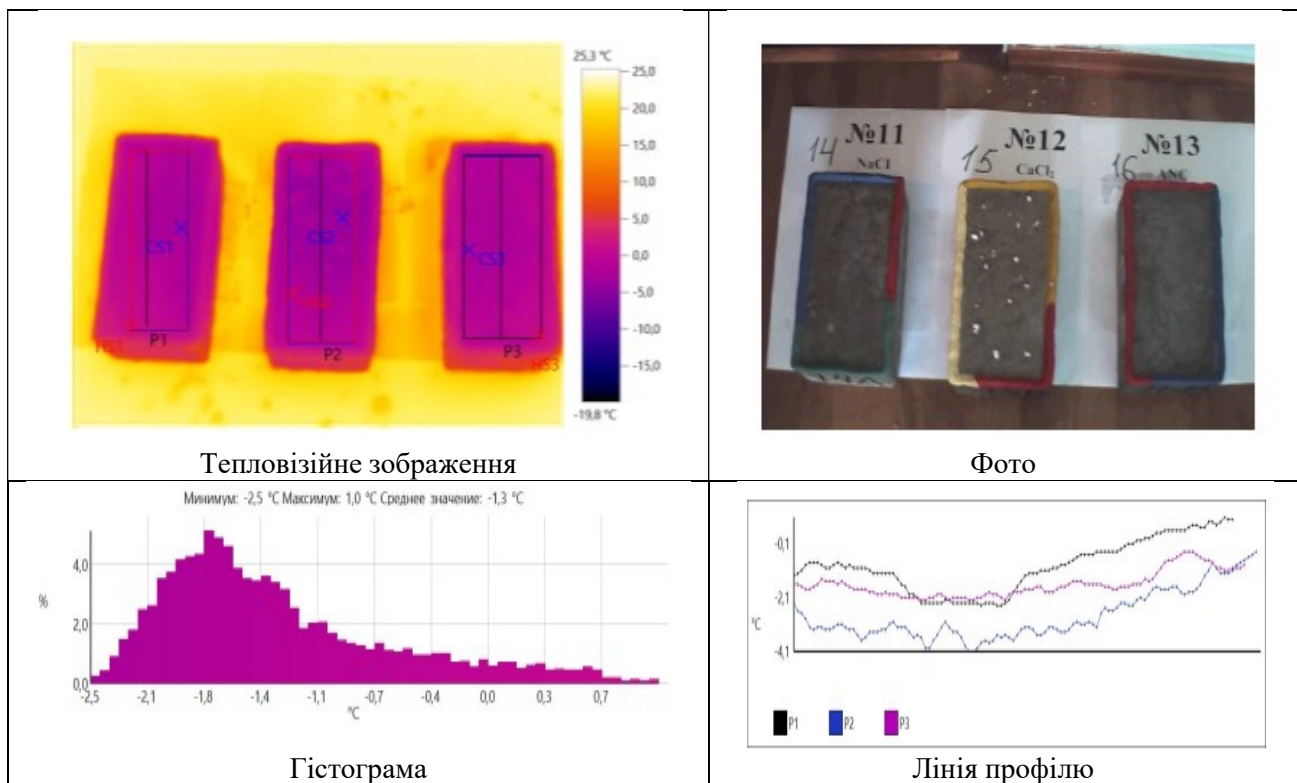 25,3 °C
25,0
20,0
15,0
10,0
5,0
0,0
-5,0
-10,0
-15,0
-19,8 °C
CS1
CS2
CS3
HS1
HS2
HS3
P1
P2
P3
Тепловізійне зображення
№11
14
NaCl
№12
15
CaCl₂
№13
16
Фото
Минимум: -2,5 °C Максимум: 1,0 °C Среднее значение: -1,3 °C
%
4,0
2,0
0,0
-2,5
-2,1
-1,8
-1,4
-1,1
-0,7
-0,4
0,0
0,3
0,7
°C
Гістограма
-0,1
-2,1
°C
-4,1
P1
P2
P3
Лінія профілю